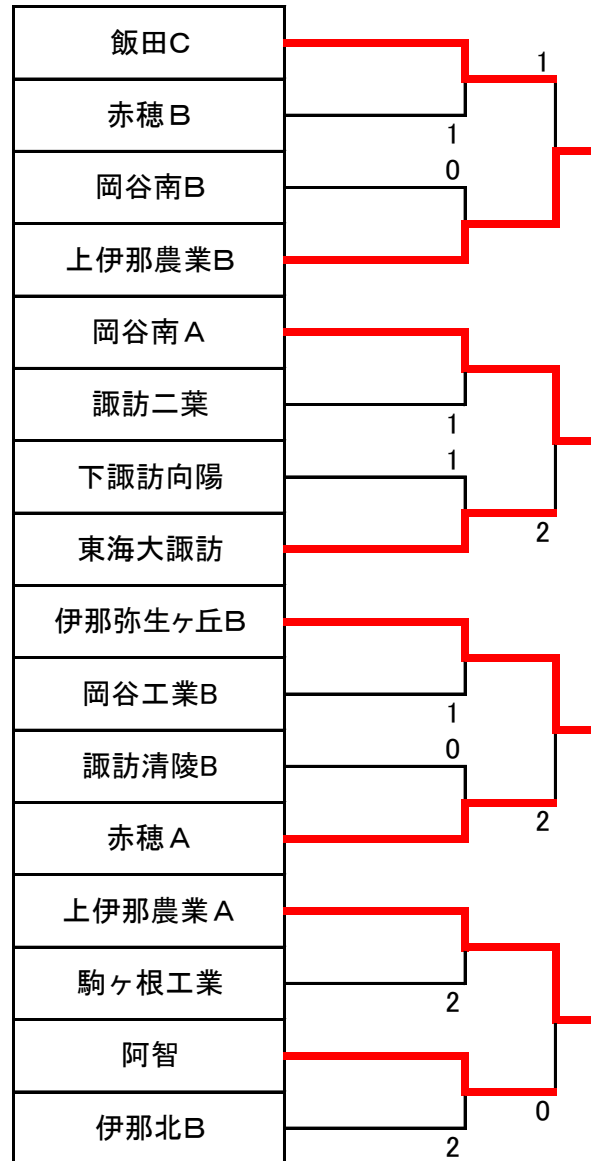 飯田C
1
赤穂B
1
0
岡谷南B
上伊那農業B
岡谷南A
諏訪二葉
1
1
下諏訪向陽
東海大諏訪
2
伊那弥生ヶ丘B
岡谷工業B
1
0
諏訪清陵B
2
赤穂A
上伊那農業A
駒ヶ根工業
2
阿智
0
伊那北B
2